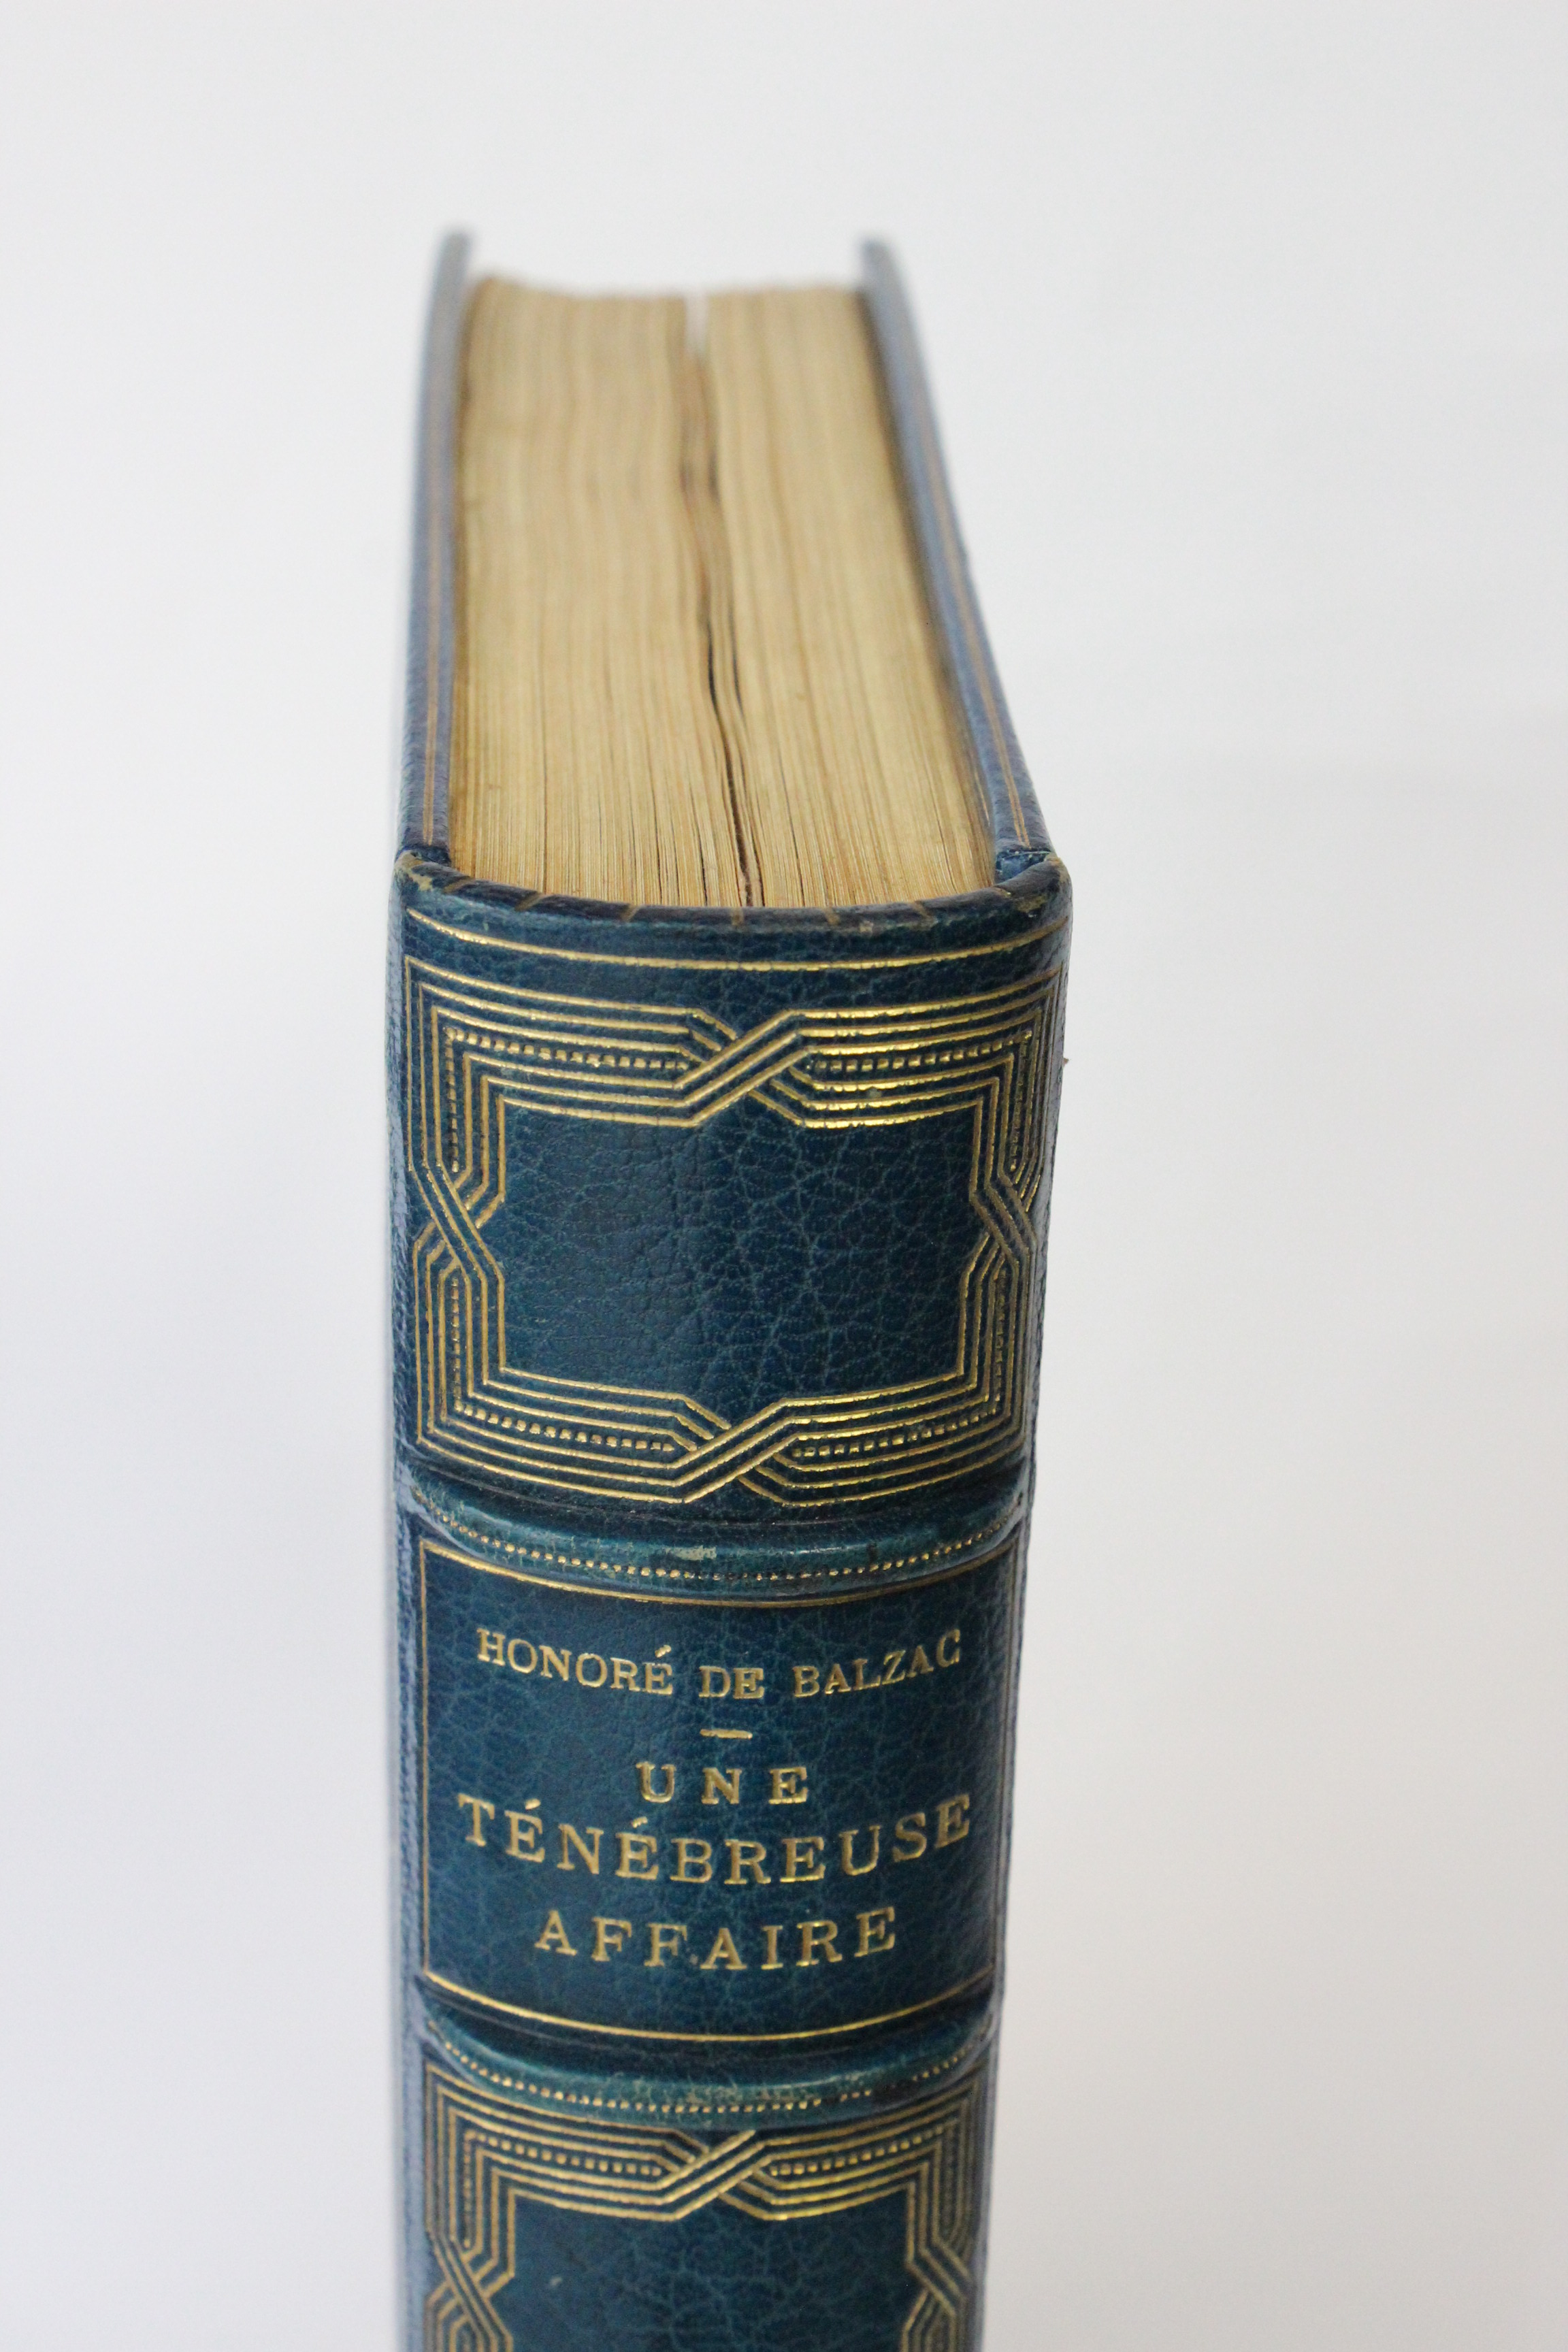 HONORÉ DE BALZAC
—
UNE
TÉNÉBREUSE
AFFAIRE